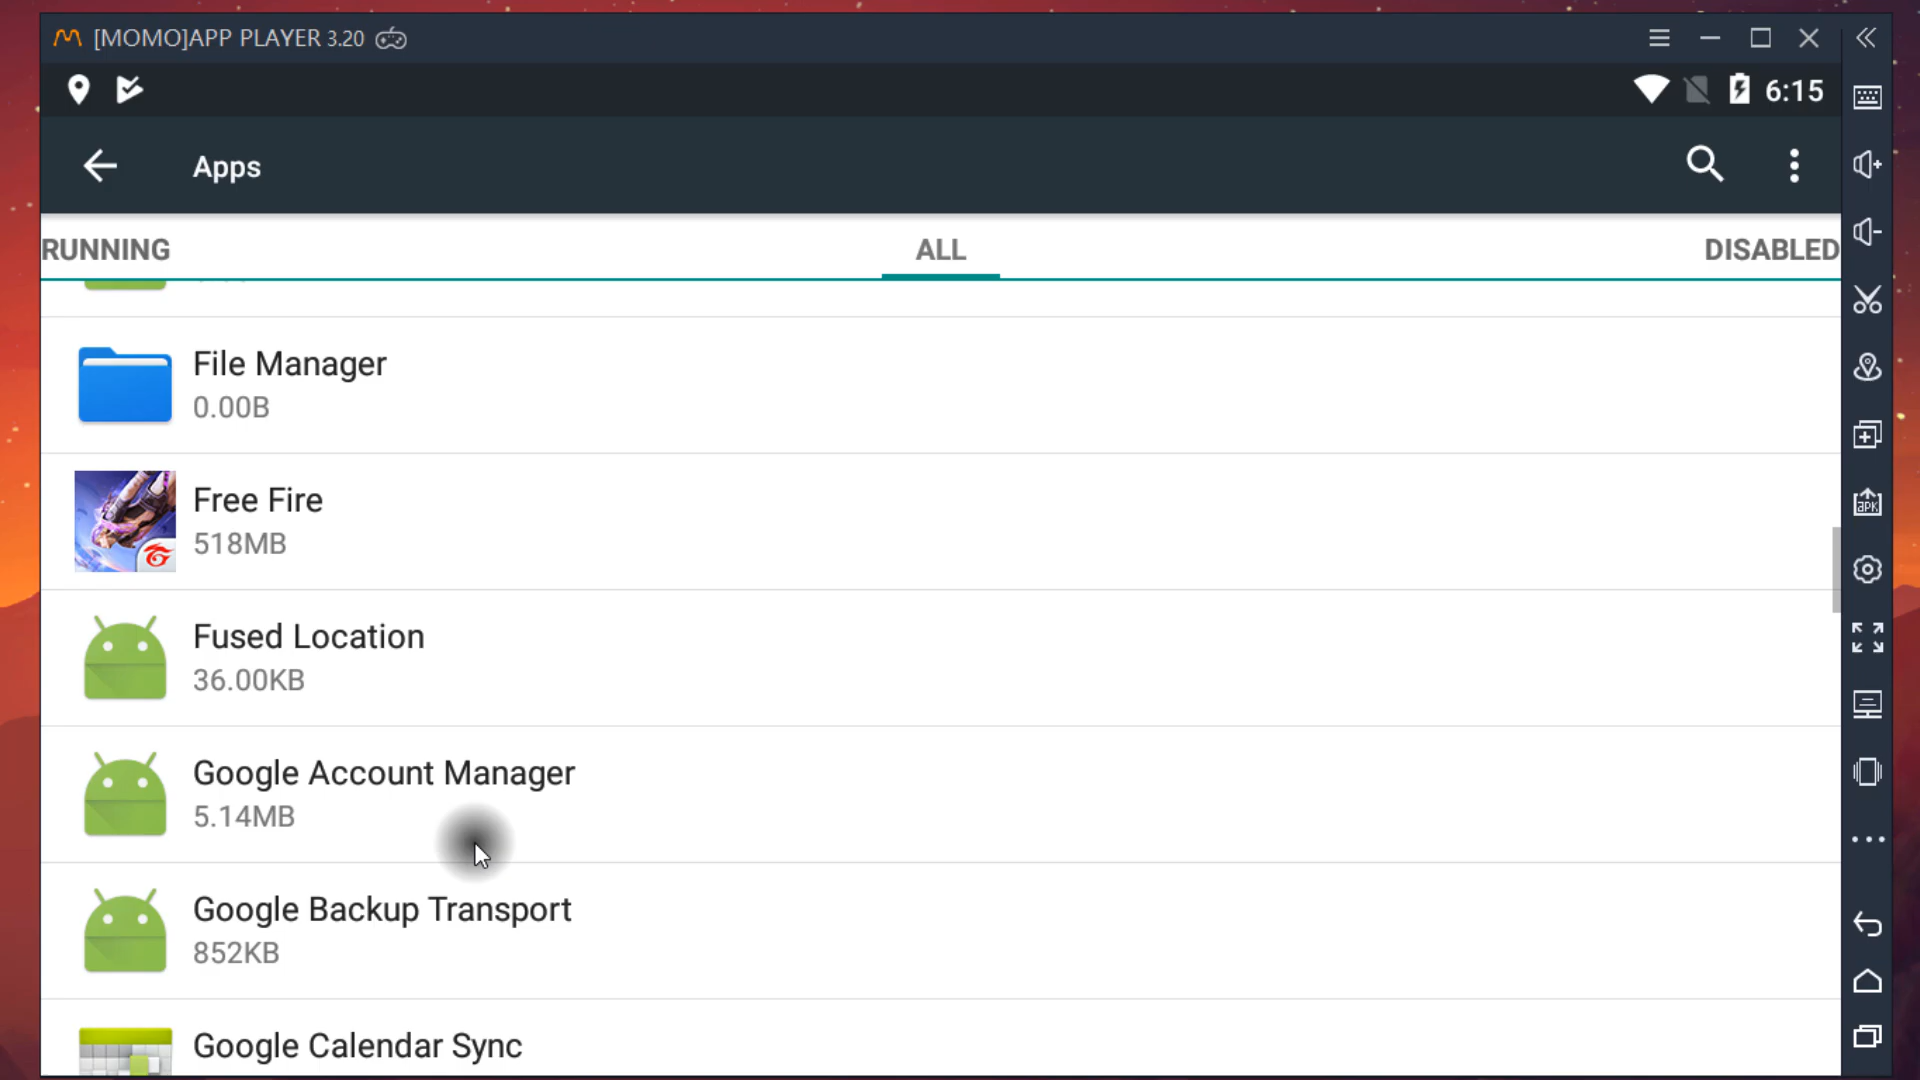 [MOMO]APP PLAYER 3.20
6:15
Apps
RUNNING
ALL
DISABLED
File Manager
0.00B
Free Fire
518MB
Fused Location
36.00KB
Google Account Manager
5.14MB
Google Backup Transport
852KB
Google Calendar Sync
APK